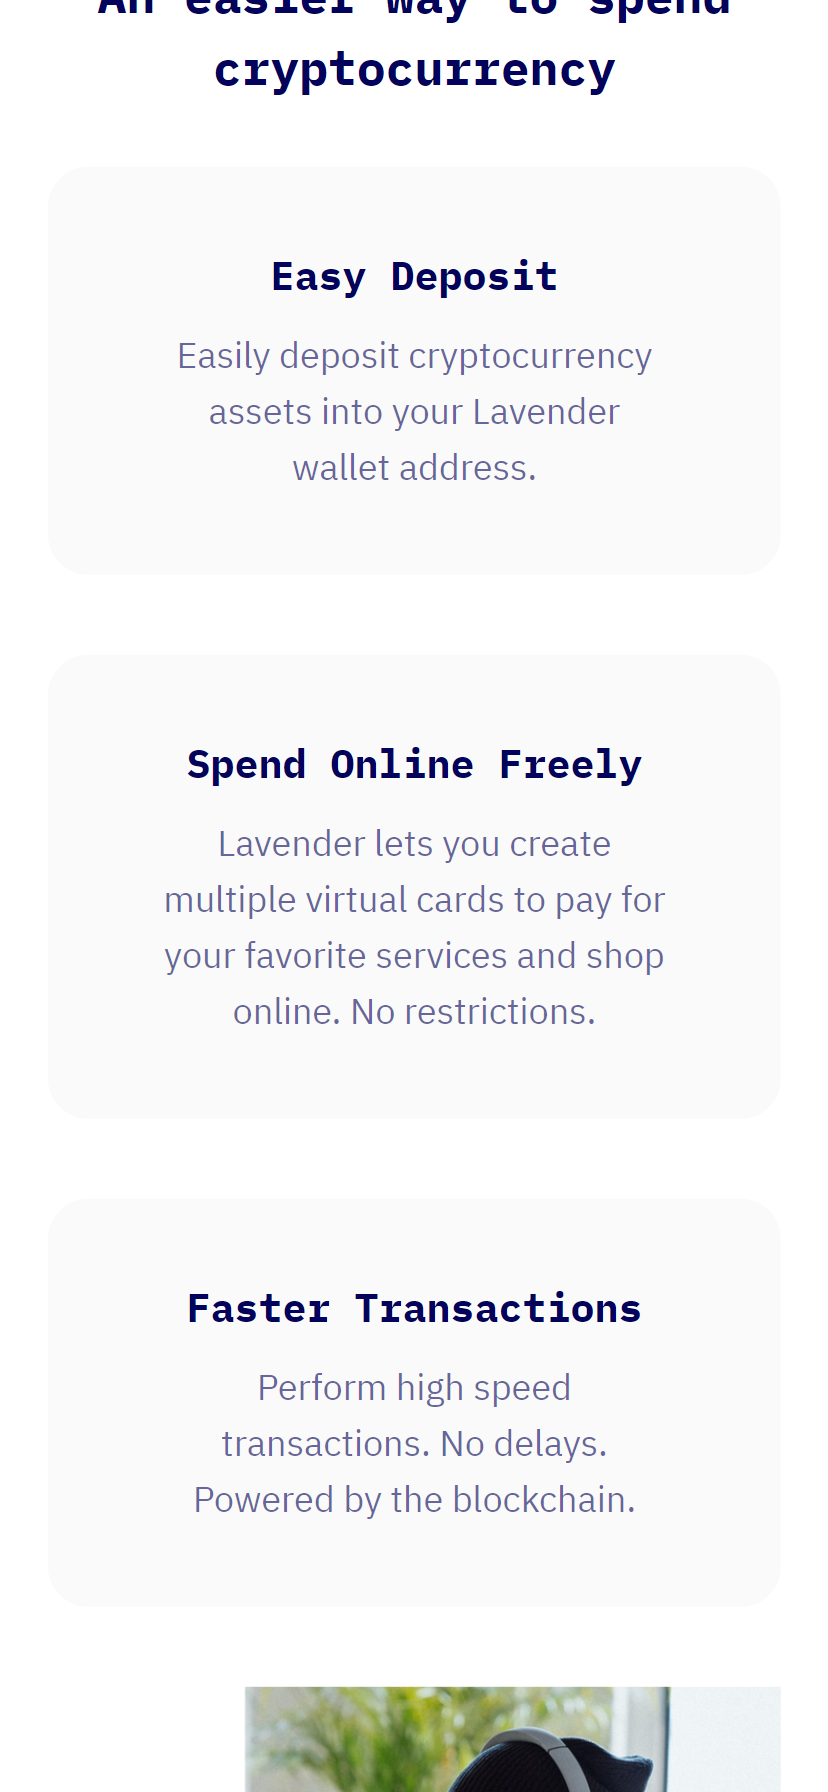 An easier way to spend
cryptocurrency
Easy Deposit
Easily deposit cryptocurrency
assets into your Lavender
wallet address.
Spend Online Freely
Lavender lets you create
multiple virtual cards to pay for
your favorite services and shop
online. No restrictions.
Faster Transactions
Perform high speed
transactions. No delays.
Powered by the blockchain.